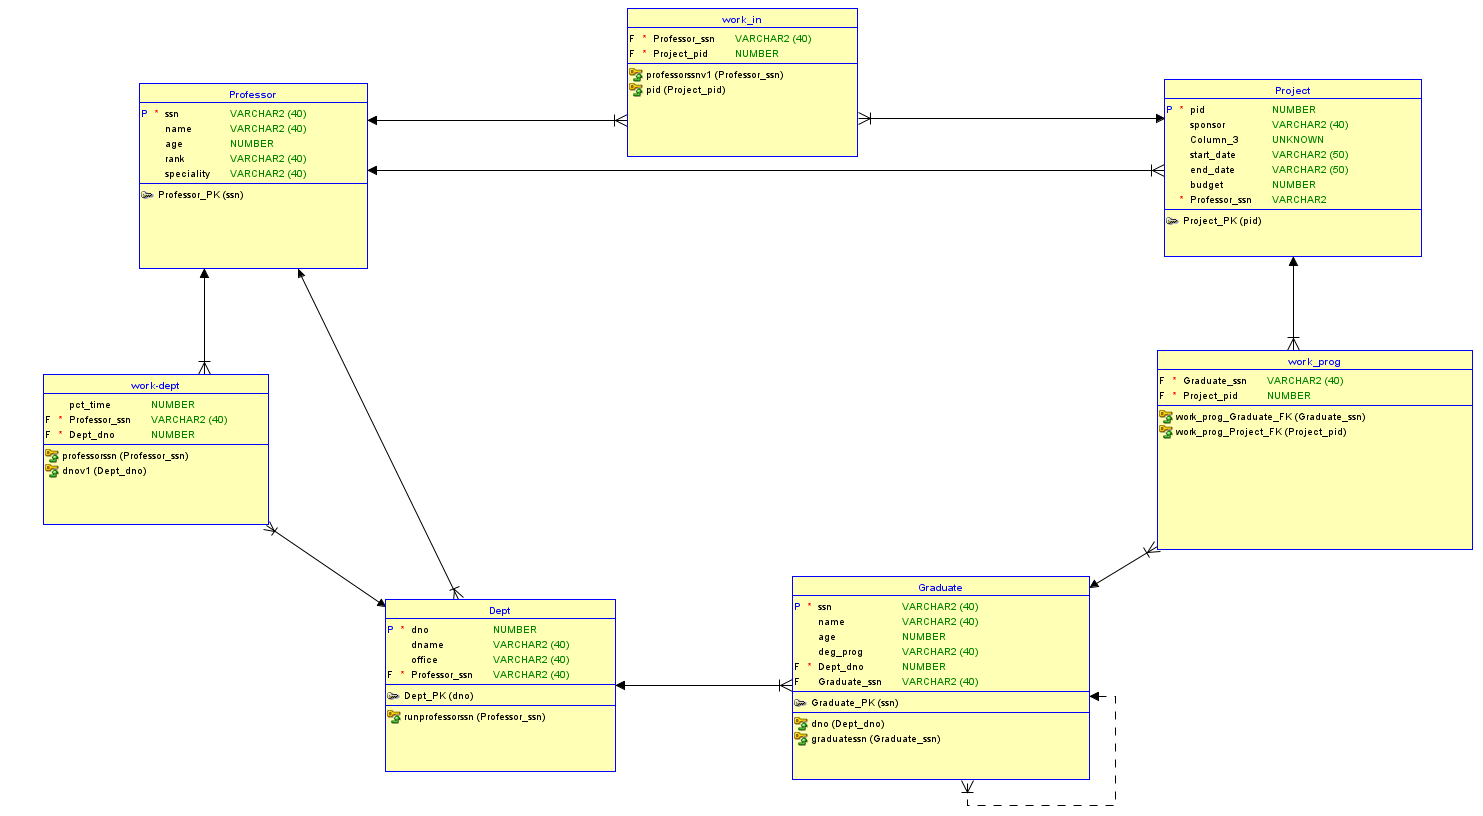 work_in
F * Professor_ssn VARCHAR2 (40)
F * Project_pid NUMBER
professorssnv1 (Professor_ssn)
pid (Project_pid)
Professor
P * ssn VARCHAR2 (40)
name VARCHAR2 (40)
age NUMBER
rank VARCHAR2 (40)
speciality VARCHAR2 (40)
Professor_PK (ssn)
Project
P * pid NUMBER
sponsor VARCHAR2 (40)
Column_3 UNKNOWN
start_date VARCHAR2 (50)
end_date VARCHAR2 (50)
budget NUMBER
* Professor_ssn VARCHAR2
Project_PK (pid)
work-dept
pct_time NUMBER
F * Professor_ssn VARCHAR2 (40)
F * Dept_dno NUMBER
professorssn (Professor_ssn)
dnov1 (Dept_dno)
work_prog
F * Graduate_ssn VARCHAR2 (40)
F * Project_pid NUMBER
work_prog_Graduate_FK (Graduate_ssn)
work_prog_Project_FK (Project_pid)
Dept
P * dno NUMBER
dname VARCHAR2 (40)
office VARCHAR2 (40)
F * Professor_ssn VARCHAR2 (40)
Dept_PK (dno)
runprofessorssn (Professor_ssn)
Graduate
P * ssn VARCHAR2 (40)
name VARCHAR2 (40)
age NUMBER
deg_prog VARCHAR2 (40)
F * Dept_dno NUMBER
F Graduate_ssn VARCHAR2 (40)
Graduate_PK (ssn)
dno (Dept_dno)
graduatessn (Graduate_ssn)